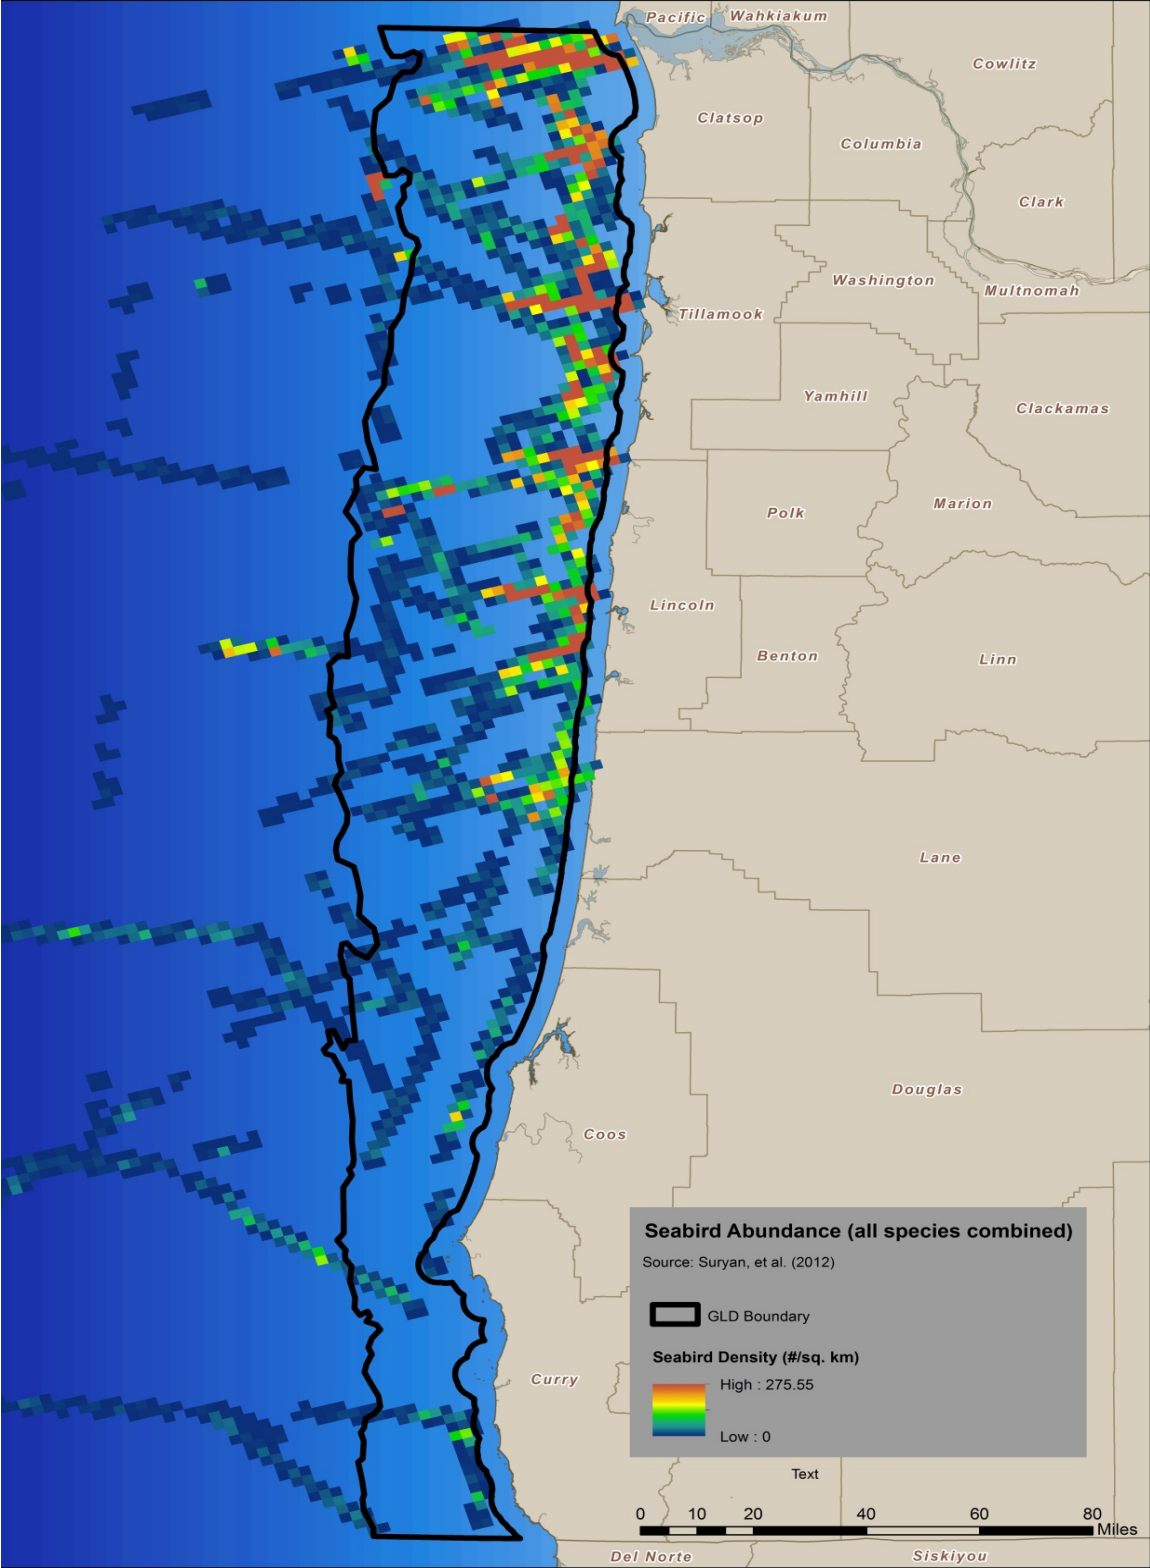 Pacific
Wahkiakum
Cowlitz
Clatsop
Columbia
Clark
Washington
Multnomah
Tillamook
Yamhill
Clackamas
Polk
Marion
Lincoln
Benton
Linn
Lane
Douglas
Coos
Curry
Seabird Abundance (all species combined)
Source: Suryan, et al. (2012)
GLD Boundary
Seabird Density (#/sq. km)
High : 275.55
Low : 0
Text
0 10 20 40 60 80
Miles
Del Norte
Siskiyou